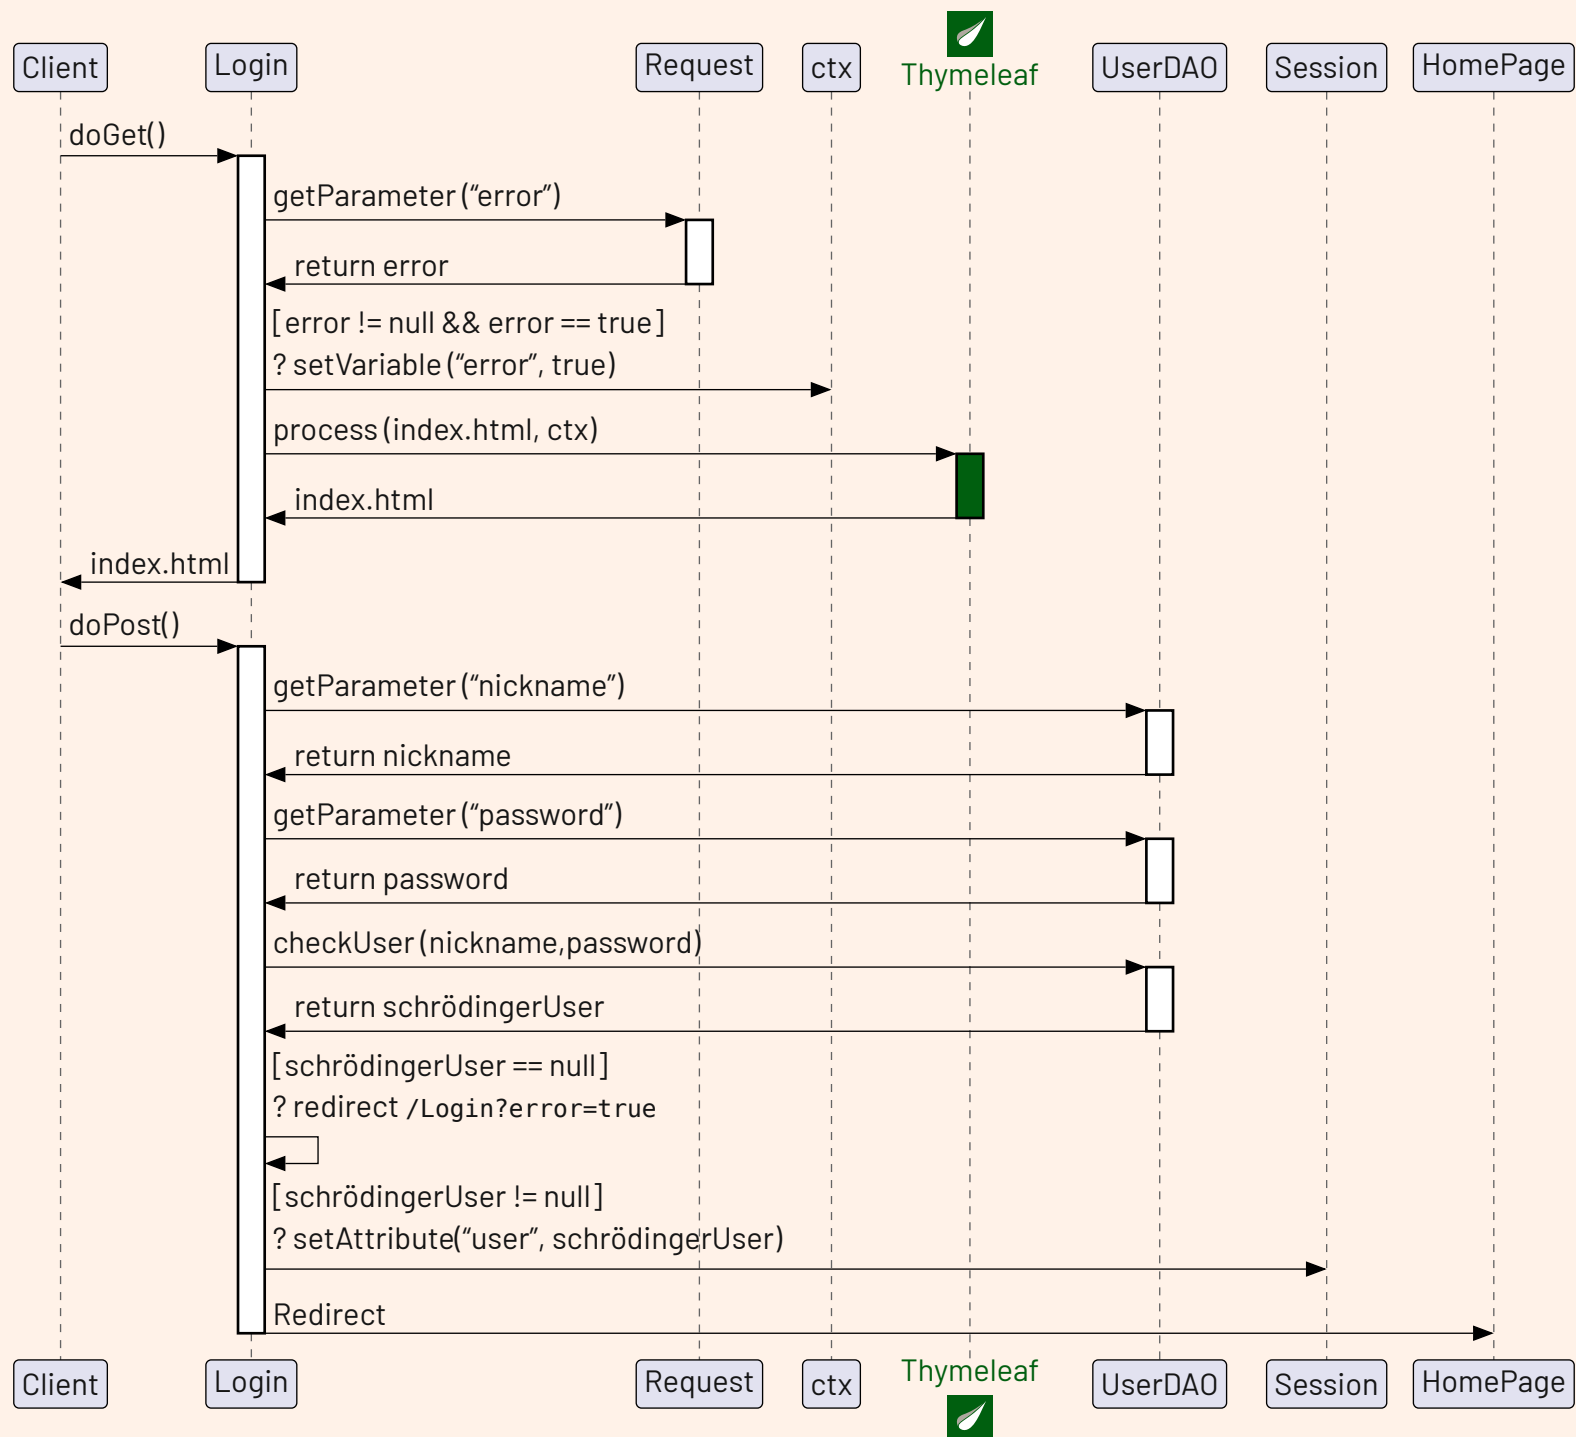 Client
Login
Request
ctx
Thymeleaf
UserDAO
Session
HomePage
doGet()
getParameter(“error”)
return error
[error != null && error == true]
? setVariable(“error”, true)
process(index.html, ctx)
index.html
index.html
doPost()
getParameter(“nickname”)
return nickname
getParameter(“password”)
return password
checkUser(nickname,password)
return schrödingerUser
[schrödingerUser == null]
? redirect /Login?error=true
[schrödingerUser != null]
? setAttribute(“user”, schrödingerUser)
Redirect
Client
Login
Request
ctx
Thymeleaf
UserDAO
Session
HomePage